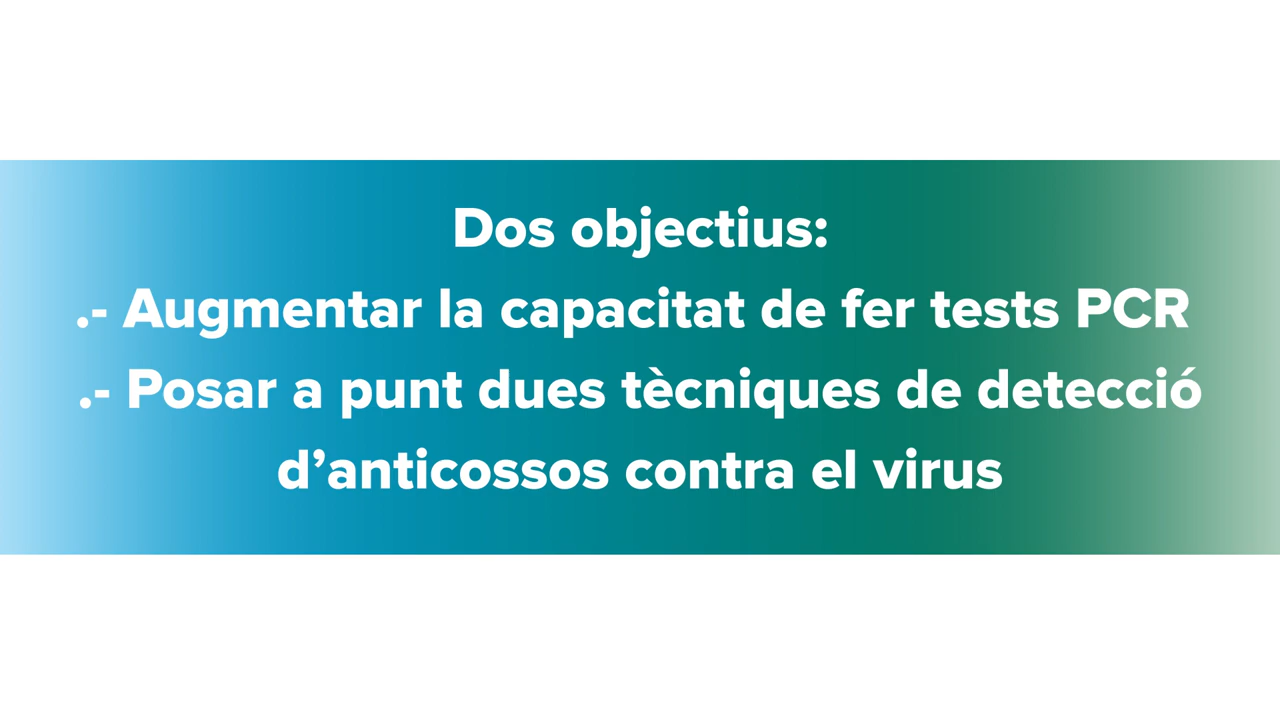 Dos objectius:
.- Augmentar la capacitat de fer tests PCR
.- Posar a punt dues tècniques de detecció
d’anticossos contra el virus